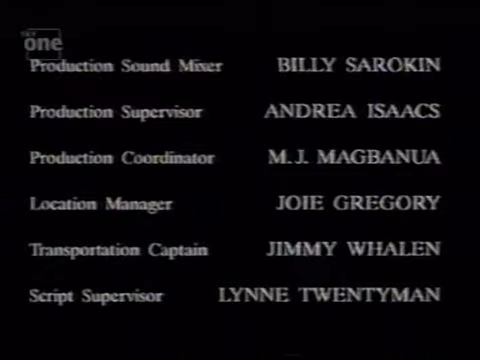 sky
one
Production Sound Mixer BILLY SAROKIN
Production Supervisor ANDREA ISAACS
Production Coordinator M.J. MAGBANUA
Location Manager JOIE GREGORY
Transportation Captain JIMMY WHALEN
Script Supervisor LYNNE TWENTYMAN